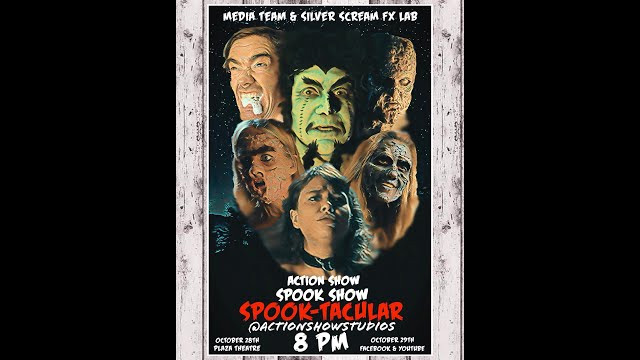 MEDIA TEAM & SILVER SCREAM FX LAB
ACTION SHOW
SPOOK SHOW
SPOOK-TACULAR
@ACTIONSHOWSTUDIOS
8 PM
OCTOBER 28TH
PLAZA THEATRE
OCTOBER 29TH
FACEBOOK & YOUTUBE